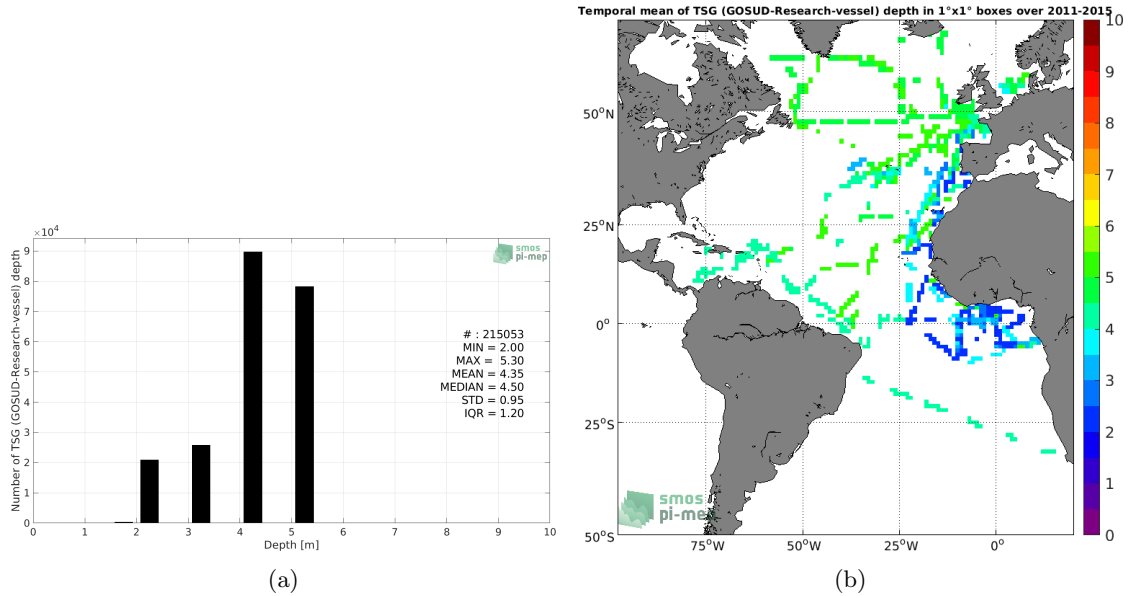 Temporal mean of TSG (GOSUD-Research-vessel) depth in 1°x1° boxes over 2011-2015
×10⁴
Number of TSG (GOSUD-Research-vessel) depth
9
8
7
6
5
4
3
2
1
0
smos
pi-mep
# : 215053
MIN = 2.00
MAX = 5.30
MEAN = 4.35
MEDIAN = 4.50
STD = 0.95
IQR = 1.20
0 1 2 3 4 5 6 7 8 9 10
Depth [m]
(a)
50°N
25°N
0°
25°S
50°S
smos
pi-mep
75°W 50°W 25°W 0°
10
9
8
7
6
5
4
3
2
1
0
(b)